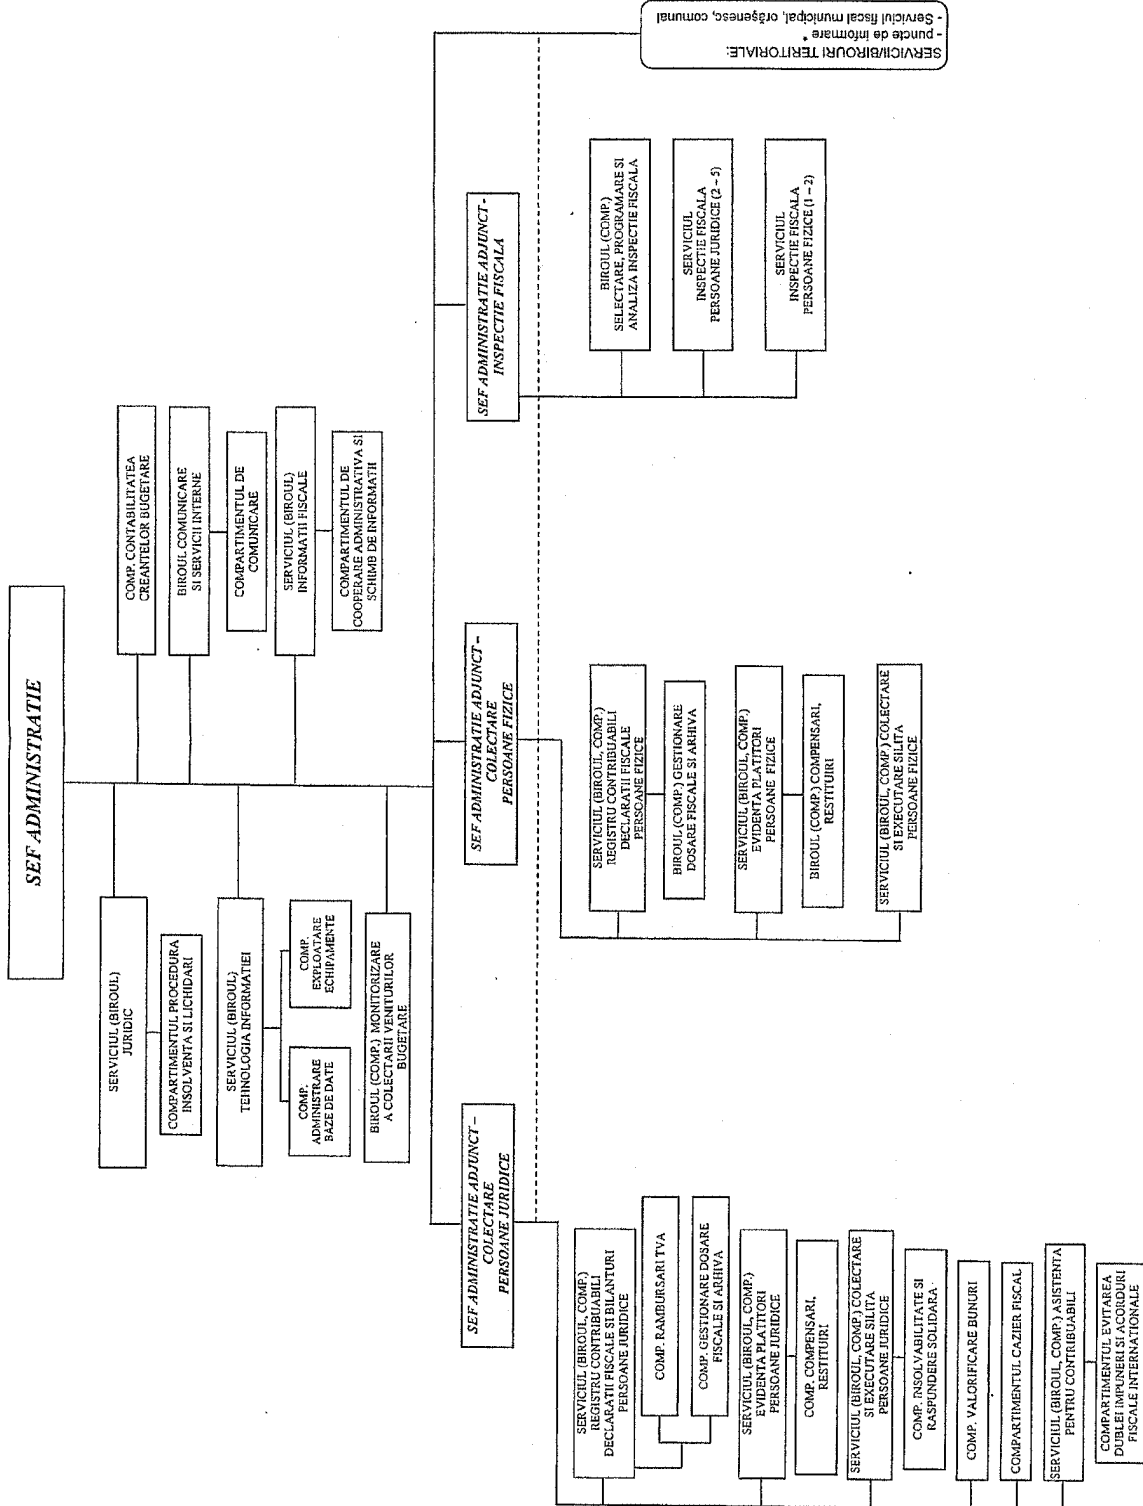 SEF ADMINISTRATIE
SERVICIUL (BIROUL)
JURIDIC
COMPARTIMENTUL PROCEDURA
INSOLVENTA SI LICHIDARI
SERVICIUL (BIROUL)
TEHNOLOGIA INFORMATIEI
COMP.
ADMINISTRARE
BAZE DE DATE
COMP.
EXPLOATARE
ECHIPAMENTE
BIROUL (COMP.) MONITORIZARE
A COLECTARII VENITURILOR
BUGETARE
COMP. CONTABILITATEA
CREANTELOR BUGETARE
BIROUL COMUNICARE
SI SERVICII INTERNE
COMPARTIMENTUL DE
COMUNICARE
SERVICIUL (BIROUL)
INFORMATII FISCALE
COMPARTIMENTUL DE
COOPERARE ADMINISTRATIVA SI
SCHIMB DE INFORMATII
SEF ADMINISTRATIE ADJUNCT –
COLECTARE
PERSOANE JURIDICE
SERVICIUL (BIROUL, COMP.)
REGISTRU CONTRIBUABILI
DECLARATII FISCALE SI BILANTURI
PERSOANE JURIDICE
COMP. RAMBURSARI TVA
COMP. GESTIONARE DOSARE
FISCALE SI ARHIVA
SERVICIUL (BIROUL, COMP.)
EVIDENTA PLATITORI
PERSOANE JURIDICE
COMP. COMPENSARI,
RESTITUIRI
SERVICIUL (BIROUL, COMP.) COLECTARE
SI EXECUTARE SILITA
PERSOANE JURIDICE
COMP. INSOLVABILITATE SI
RASPUNDERE SOLIDARA
COMP. VALORIFICARE BUNURI
COMPARTIMENTUL CAZIER FISCAL
SERVICIUL (BIROUL, COMP.) ASISTENTA
PENTRU CONTRIBUABILI
COMPARTIMENTUL EVITAREA
DUBLEI IMPUNERI SI ACORDURI
FISCALE INTERNATIONALE
SEF ADMINISTRATIE ADJUNCT –
COLECTARE
PERSOANE FIZICE
SERVICIUL (BIROUL, COMP.)
REGISTRU CONTRIBUABILI
DECLARATII FISCALE
PERSOANE FIZICE
BIROUL (COMP.) GESTIONARE
DOSARE FISCALE SI ARHIVA
SERVICIUL (BIROUL, COMP.)
EVIDENTA PLATITORI
PERSOANE FIZICE
BIROUL (COMP.) COMPENSARI,
RESTITUIRI
SERVICIUL (BIROUL, COMP.) COLECTARE
SI EXECUTARE SILITA
PERSOANE FIZICE
SEF ADMINISTRATIE ADJUNCT-
INSPECTIE FISCALA
BIROUL (COMP.)
SELECTARE, PROGRAMARE SI
ANALIZA INSPECTIE FISCALA
SERVICIUL
INSPECTIE FISCALA
PERSOANE JURIDICE (2 – 5)
SERVICIUL
INSPECTIE FISCALA
PERSOANE FIZICE (1 – 2)
SERVICII/BIROURI TERITORIALE:
- puncte de informare *
- Serviciul fiscal municipal, orăşenesc, comunal